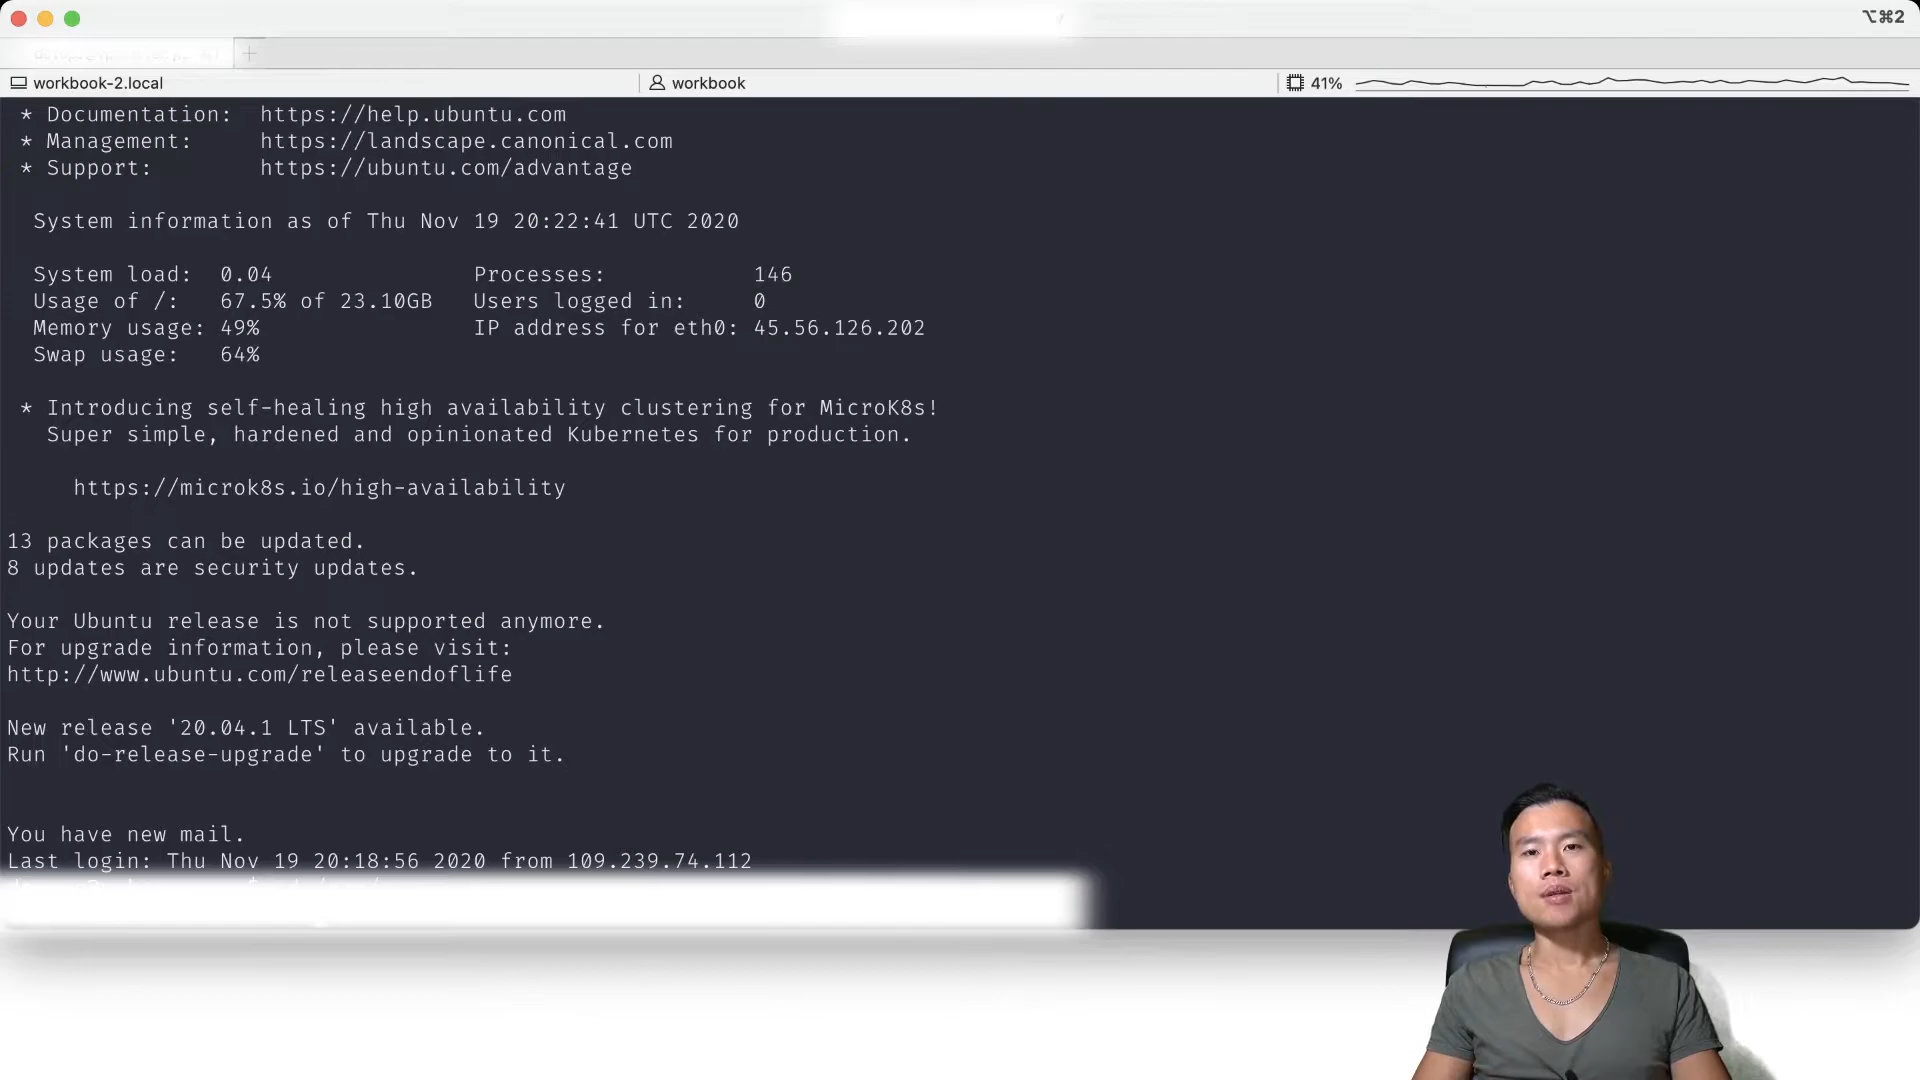 ⌥⌘2
workbook-2.local
workbook
41%
* Documentation: https://help.ubuntu.com
* Management: https://landscape.canonical.com
* Support: https://ubuntu.com/advantage
System information as of Thu Nov 19 20:22:41 UTC 2020
System load: 0.04 Processes: 146
Usage of /: 67.5% of 23.10GB Users logged in: 0
Memory usage: 49% IP address for eth0: 45.56.126.202
Swap usage: 64%
* Introducing self-healing high availability clustering for MicroK8s!
Super simple, hardened and opinionated Kubernetes for production.
https://microk8s.io/high-availability
13 packages can be updated.
8 updates are security updates.
Your Ubuntu release is not supported anymore.
For upgrade information, please visit:
http://www.ubuntu.com/releaseendoflife
New release '20.04.1 LTS' available.
Run 'do-release-upgrade' to upgrade to it.
You have new mail.
Last login: Thu Nov 19 20:18:56 2020 from 109.239.74.112